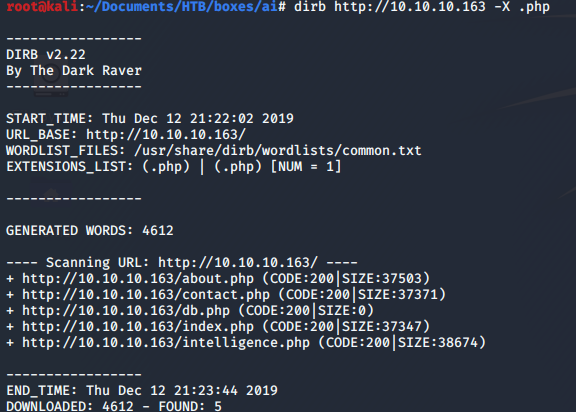 root@kali:~/Documents/HTB/boxes/ai# dirb http://10.10.10.163 -X .php
-----------------
DIRB v2.22
By The Dark Raver
-----------------
START_TIME: Thu Dec 12 21:22:02 2019
URL_BASE: http://10.10.10.163/
WORDLIST_FILES: /usr/share/dirb/wordlists/common.txt
EXTENSIONS_LIST: (.php) | (.php) [NUM = 1]
-----------------
GENERATED WORDS: 4612
---- Scanning URL: http://10.10.10.163/ ----
+ http://10.10.10.163/about.php (CODE:200|SIZE:37503)
+ http://10.10.10.163/contact.php (CODE:200|SIZE:37371)
+ http://10.10.10.163/db.php (CODE:200|SIZE:0)
+ http://10.10.10.163/index.php (CODE:200|SIZE:37347)
+ http://10.10.10.163/intelligence.php (CODE:200|SIZE:38674)
-----------------
END_TIME: Thu Dec 12 21:23:44 2019
DOWNLOADED: 4612 - FOUND: 5